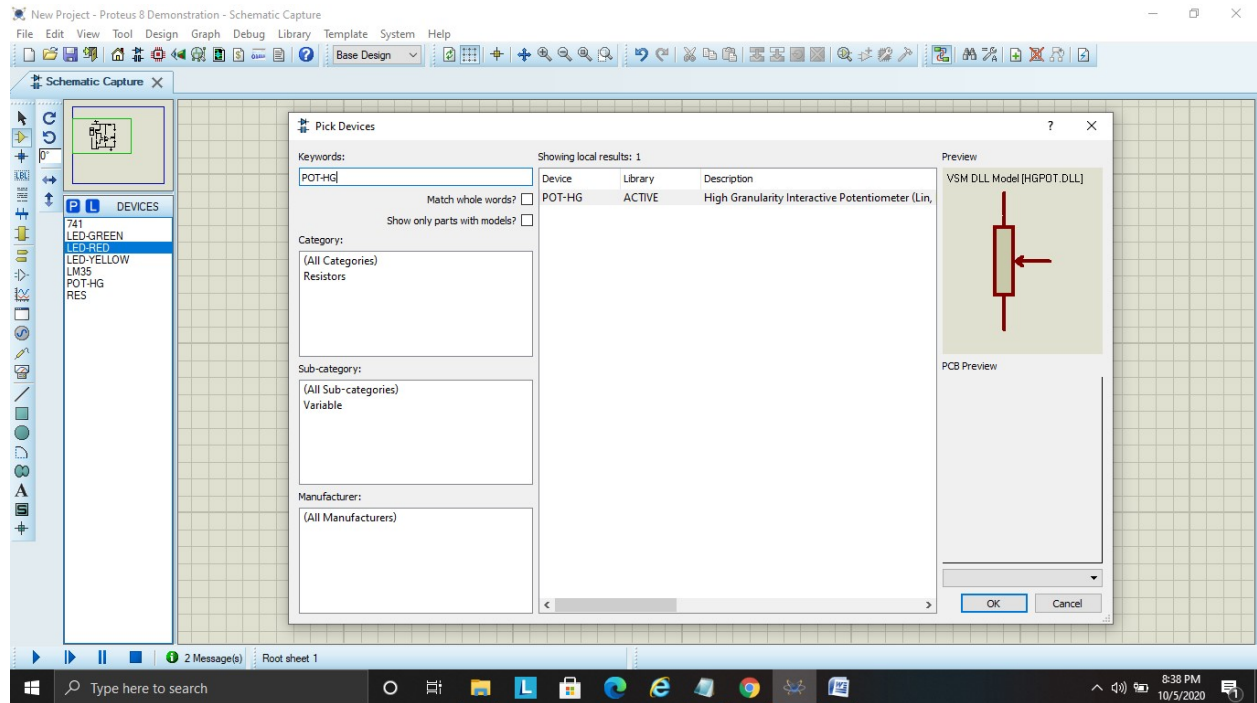 New Project - Proteus 8 Demonstration - Schematic Capture
File Edit View Tool Design Graph Debug Library Template System Help
Base Design
Schematic Capture
0°
LBL
A
S
P L DEVICES
741
LED-GREEN
LED-RED
LED-YELLOW
LM35
POT-HG
RES
Pick Devices
?
Keywords:
POT-HG
Match whole words?
Show only parts with models?
Category:
(All Categories)
Resistors
Sub-category:
(All Sub-categories)
Variable
Manufacturer:
(All Manufacturers)
Showing local results: 1
Device Library Description
POT-HG ACTIVE High Granularity Interactive Potentiometer (Lin,
Preview
VSM DLL Model [HGPOT.DLL]
PCB Preview
OK Cancel
2 Message(s) Root sheet 1
Type here to search
L
8:38 PM
10/5/2020
1